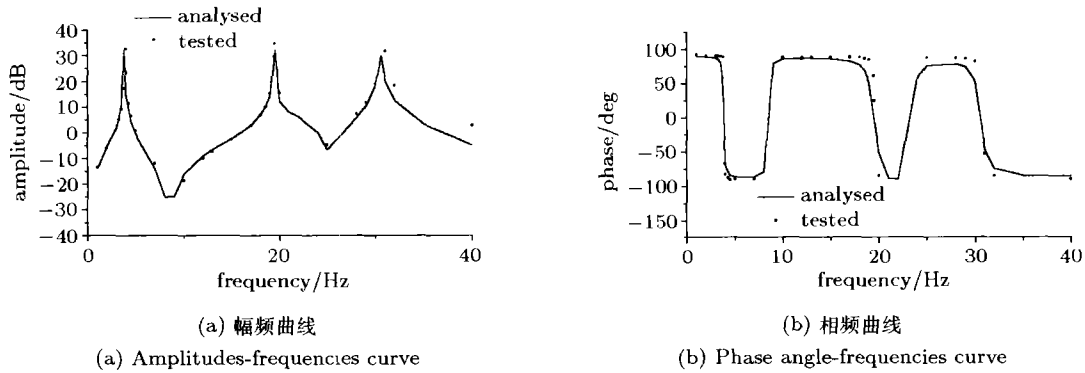 analysed
tested
40
30
20
10
0
−10
−20
−25
−30
−40
amplitude/dB
0
20
40
frequency/Hz
(a) 幅频曲线
(a) Amplitudes-frequencies curve
100
50
0
−50
−100
−150
phase/deg
analysed
tested
0
10
20
30
40
frequency/Hz
(b) 相频曲线
(b) Phase angle-frequencies curve